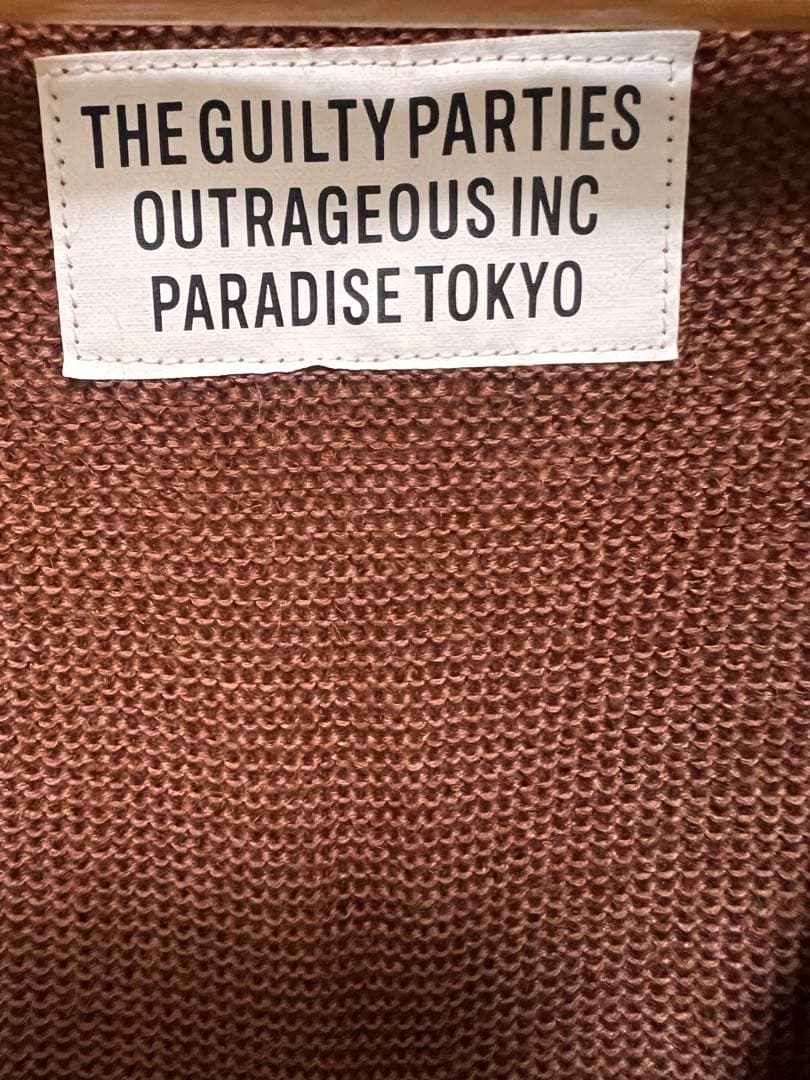 THE GUILTY PARTIES
OUTRAGEOUS INC
PARADISE TOKYO